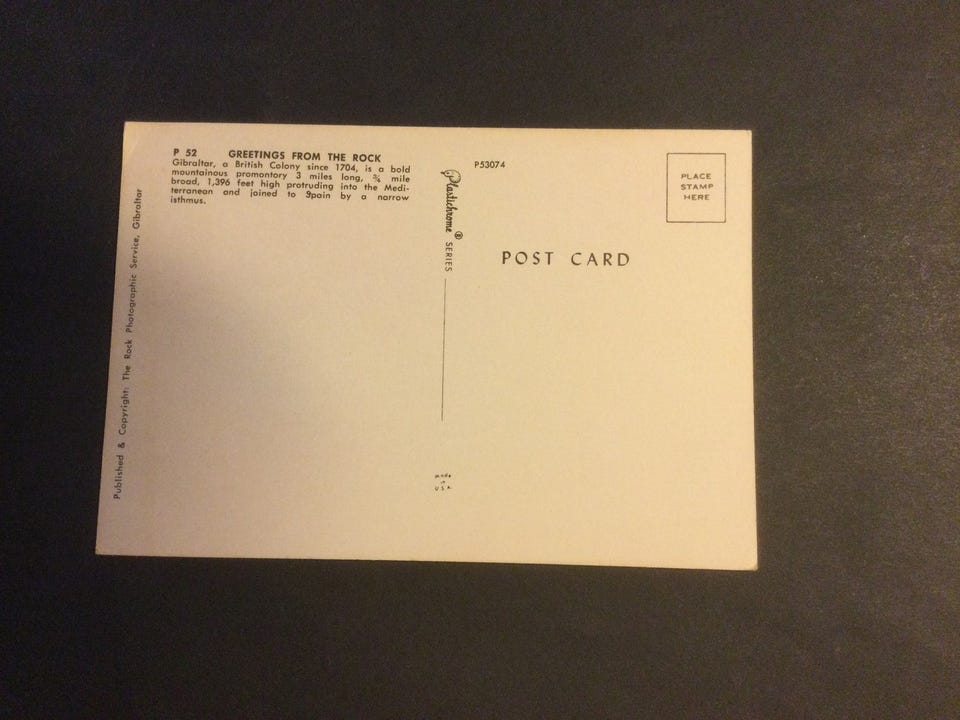 P 52 GREETINGS FROM THE ROCK
Gibraltar, a British Colony since 1704, is a bold
mountainous promontory 3 miles long, ¾ mile
broad, 1,396 feet high protruding into the Medi-
terranean and joined to Spain by a narrow
isthmus.
Published & Copyright: The Rock Photographic Service, Gibraltar
Plastichrome ® SERIES
made
in
USA
P53074
POST CARD
PLACE
STAMP
HERE